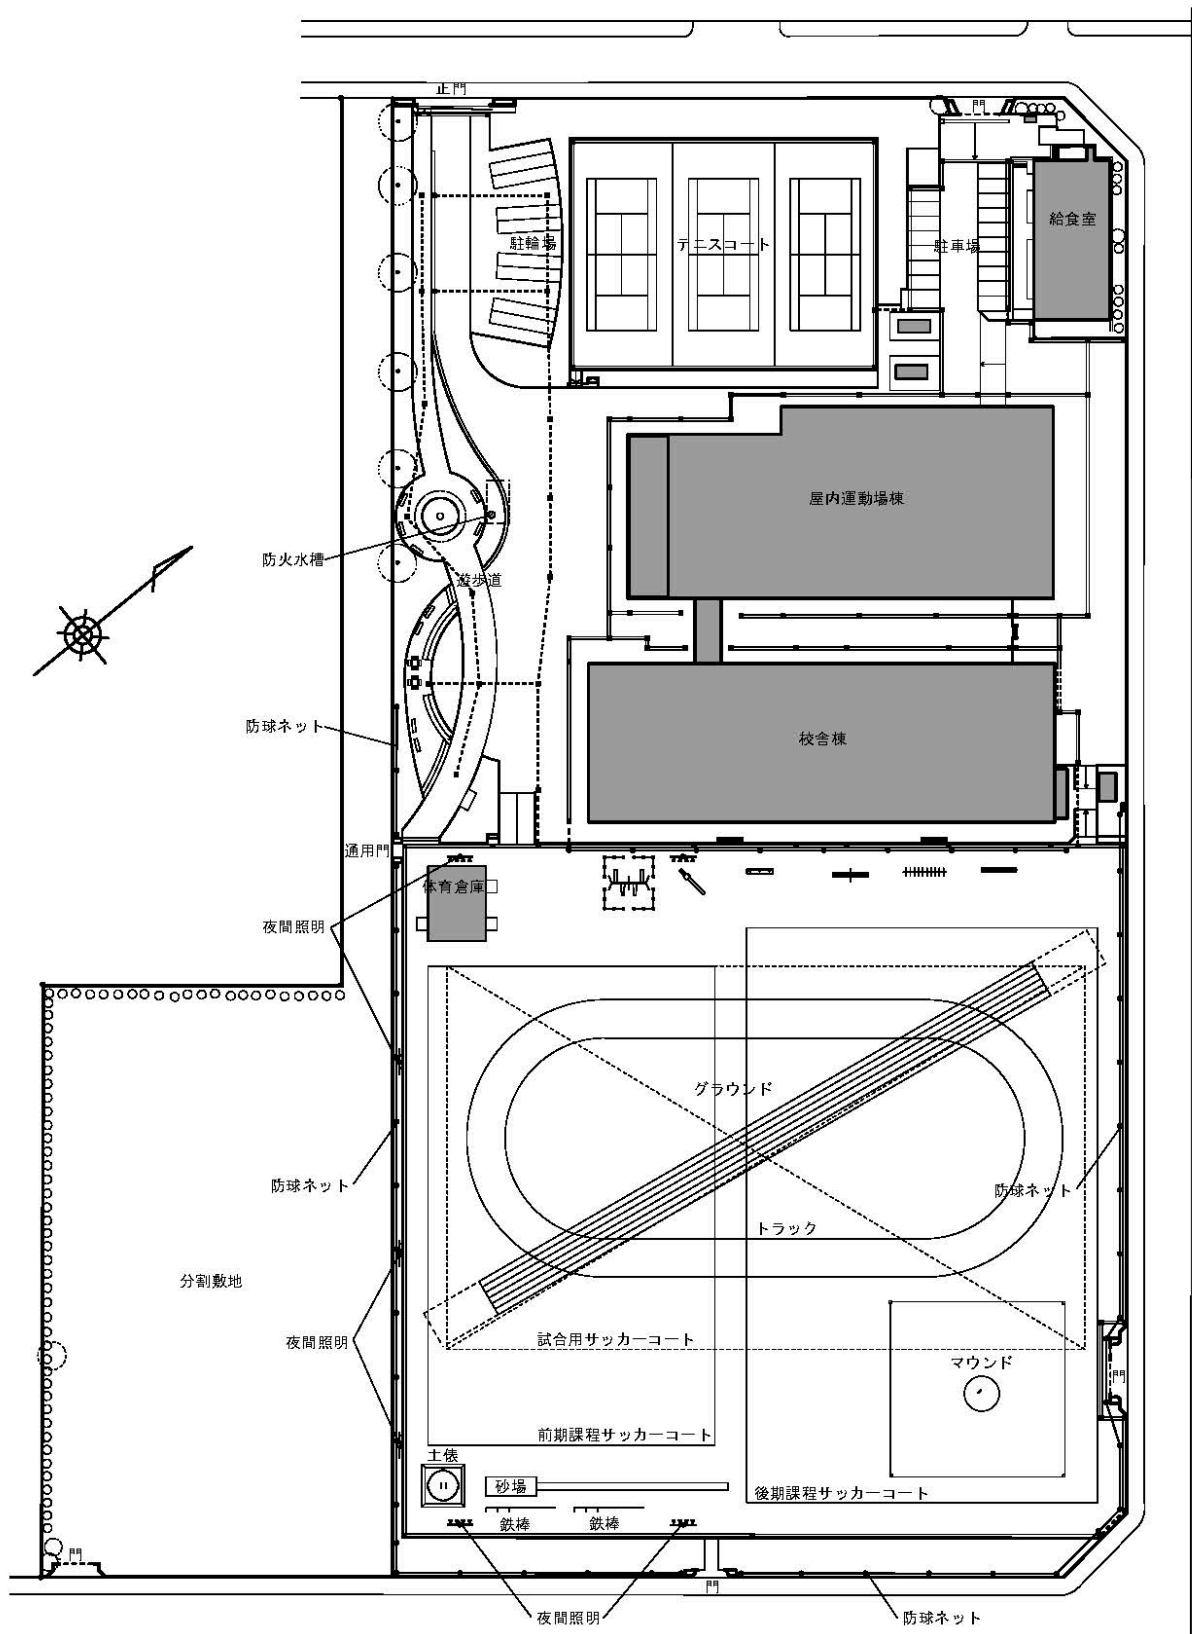 正門
門
給食室
駐輪場
テニスコート
駐車場
屋内運動場棟
防火水槽
遊歩道
防球ネット
校舎棟
通用門
体育倉庫
夜間照明
グラウンド
防球ネット
防球ネット
トラック
分割敷地
試合用サッカーコート
夜間照明
マウンド
門
前期課程サッカーコート
土俵
砂場
後期課程サッカーコート
鉄棒
鉄棒
門
門
夜間照明
防球ネット